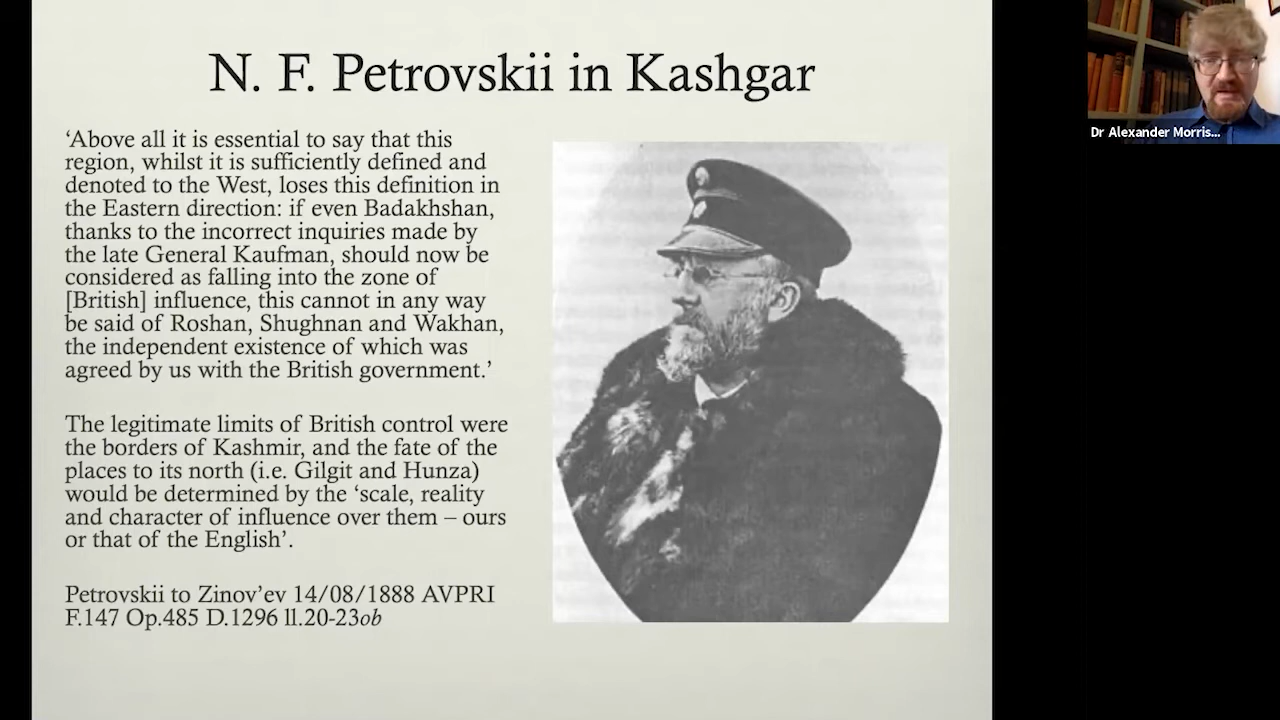 N. F. Petrovskii in Kashgar
‘Above all it is essential to say that this
region, whilst it is sufficiently defined and
denoted to the West, loses this definition in
the Eastern direction: if even Badakhshan,
thanks to the incorrect inquiries made by
the late General Kaufman, should now be
considered as falling into the zone of
[British] influence, this cannot in any way
be said of Roshan, Shughnan and Wakhan,
the independent existence of which was
agreed by us with the British government.’
The legitimate limits of British control were
the borders of Kashmir, and the fate of the
places to its north (i.e. Gilgit and Hunza)
would be determined by the ‘scale, reality
and character of influence over them – ours
or that of the English’.
Petrovskii to Zinov’ev 14/08/1888 AVPRI
F.147 Op.485 D.1296 ll.20-23ob
Dr Alexander Morris...